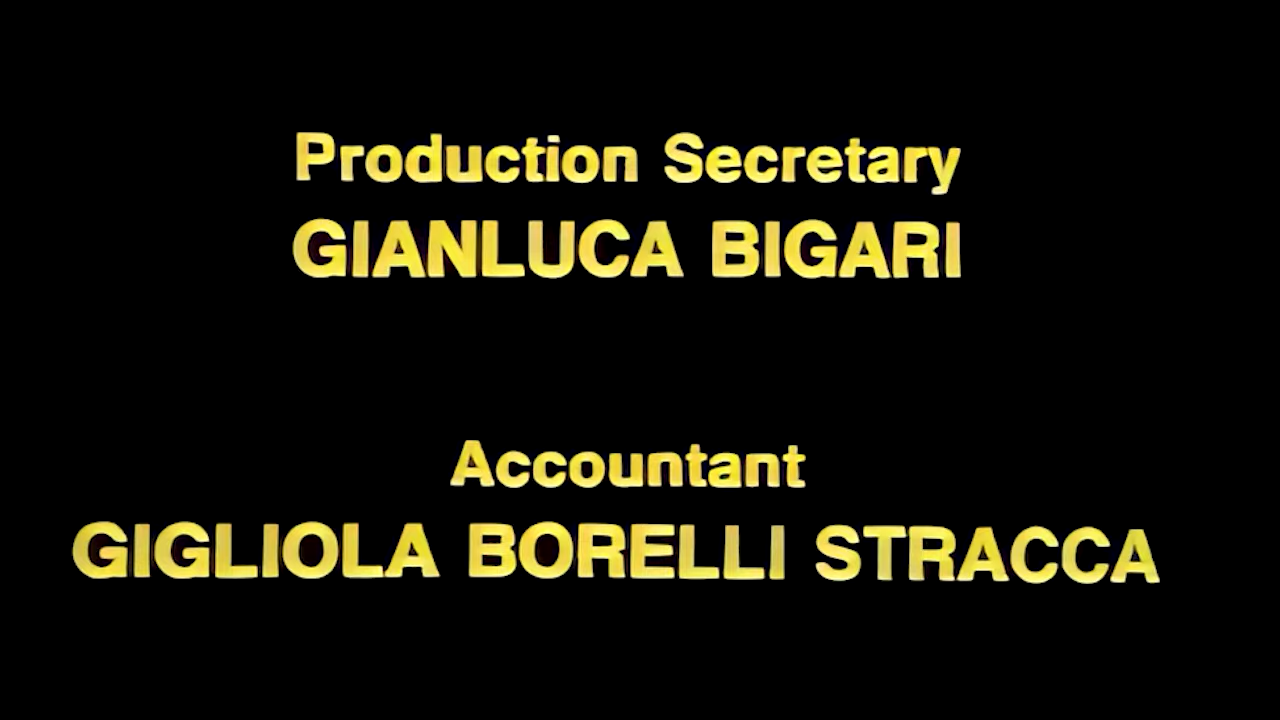 Production Secretary
GIANLUCA BIGARI
Accountant
GIGLIOLA BORELLI STRACCA